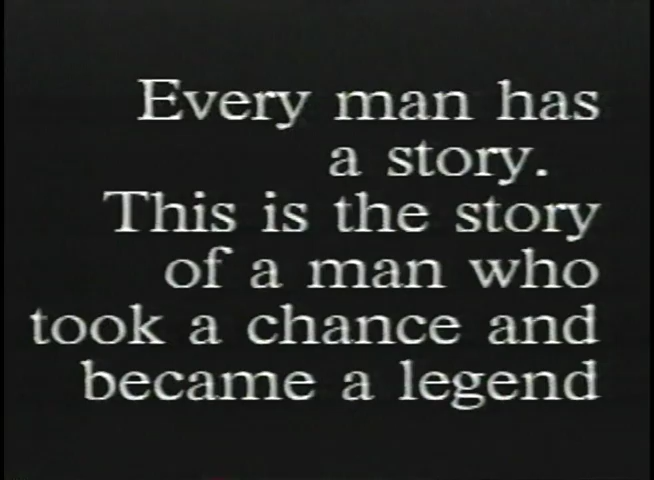 Every man has
a story.
This is the story
of a man who
took a chance and
became a legend